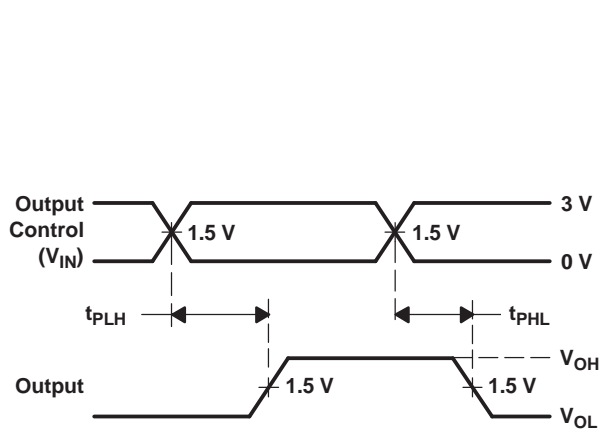 Output
Control
(VIN)
1.5 V
1.5 V
3 V
0 V
tPLH
tPHL
Output
1.5 V
1.5 V
VOH
VOL